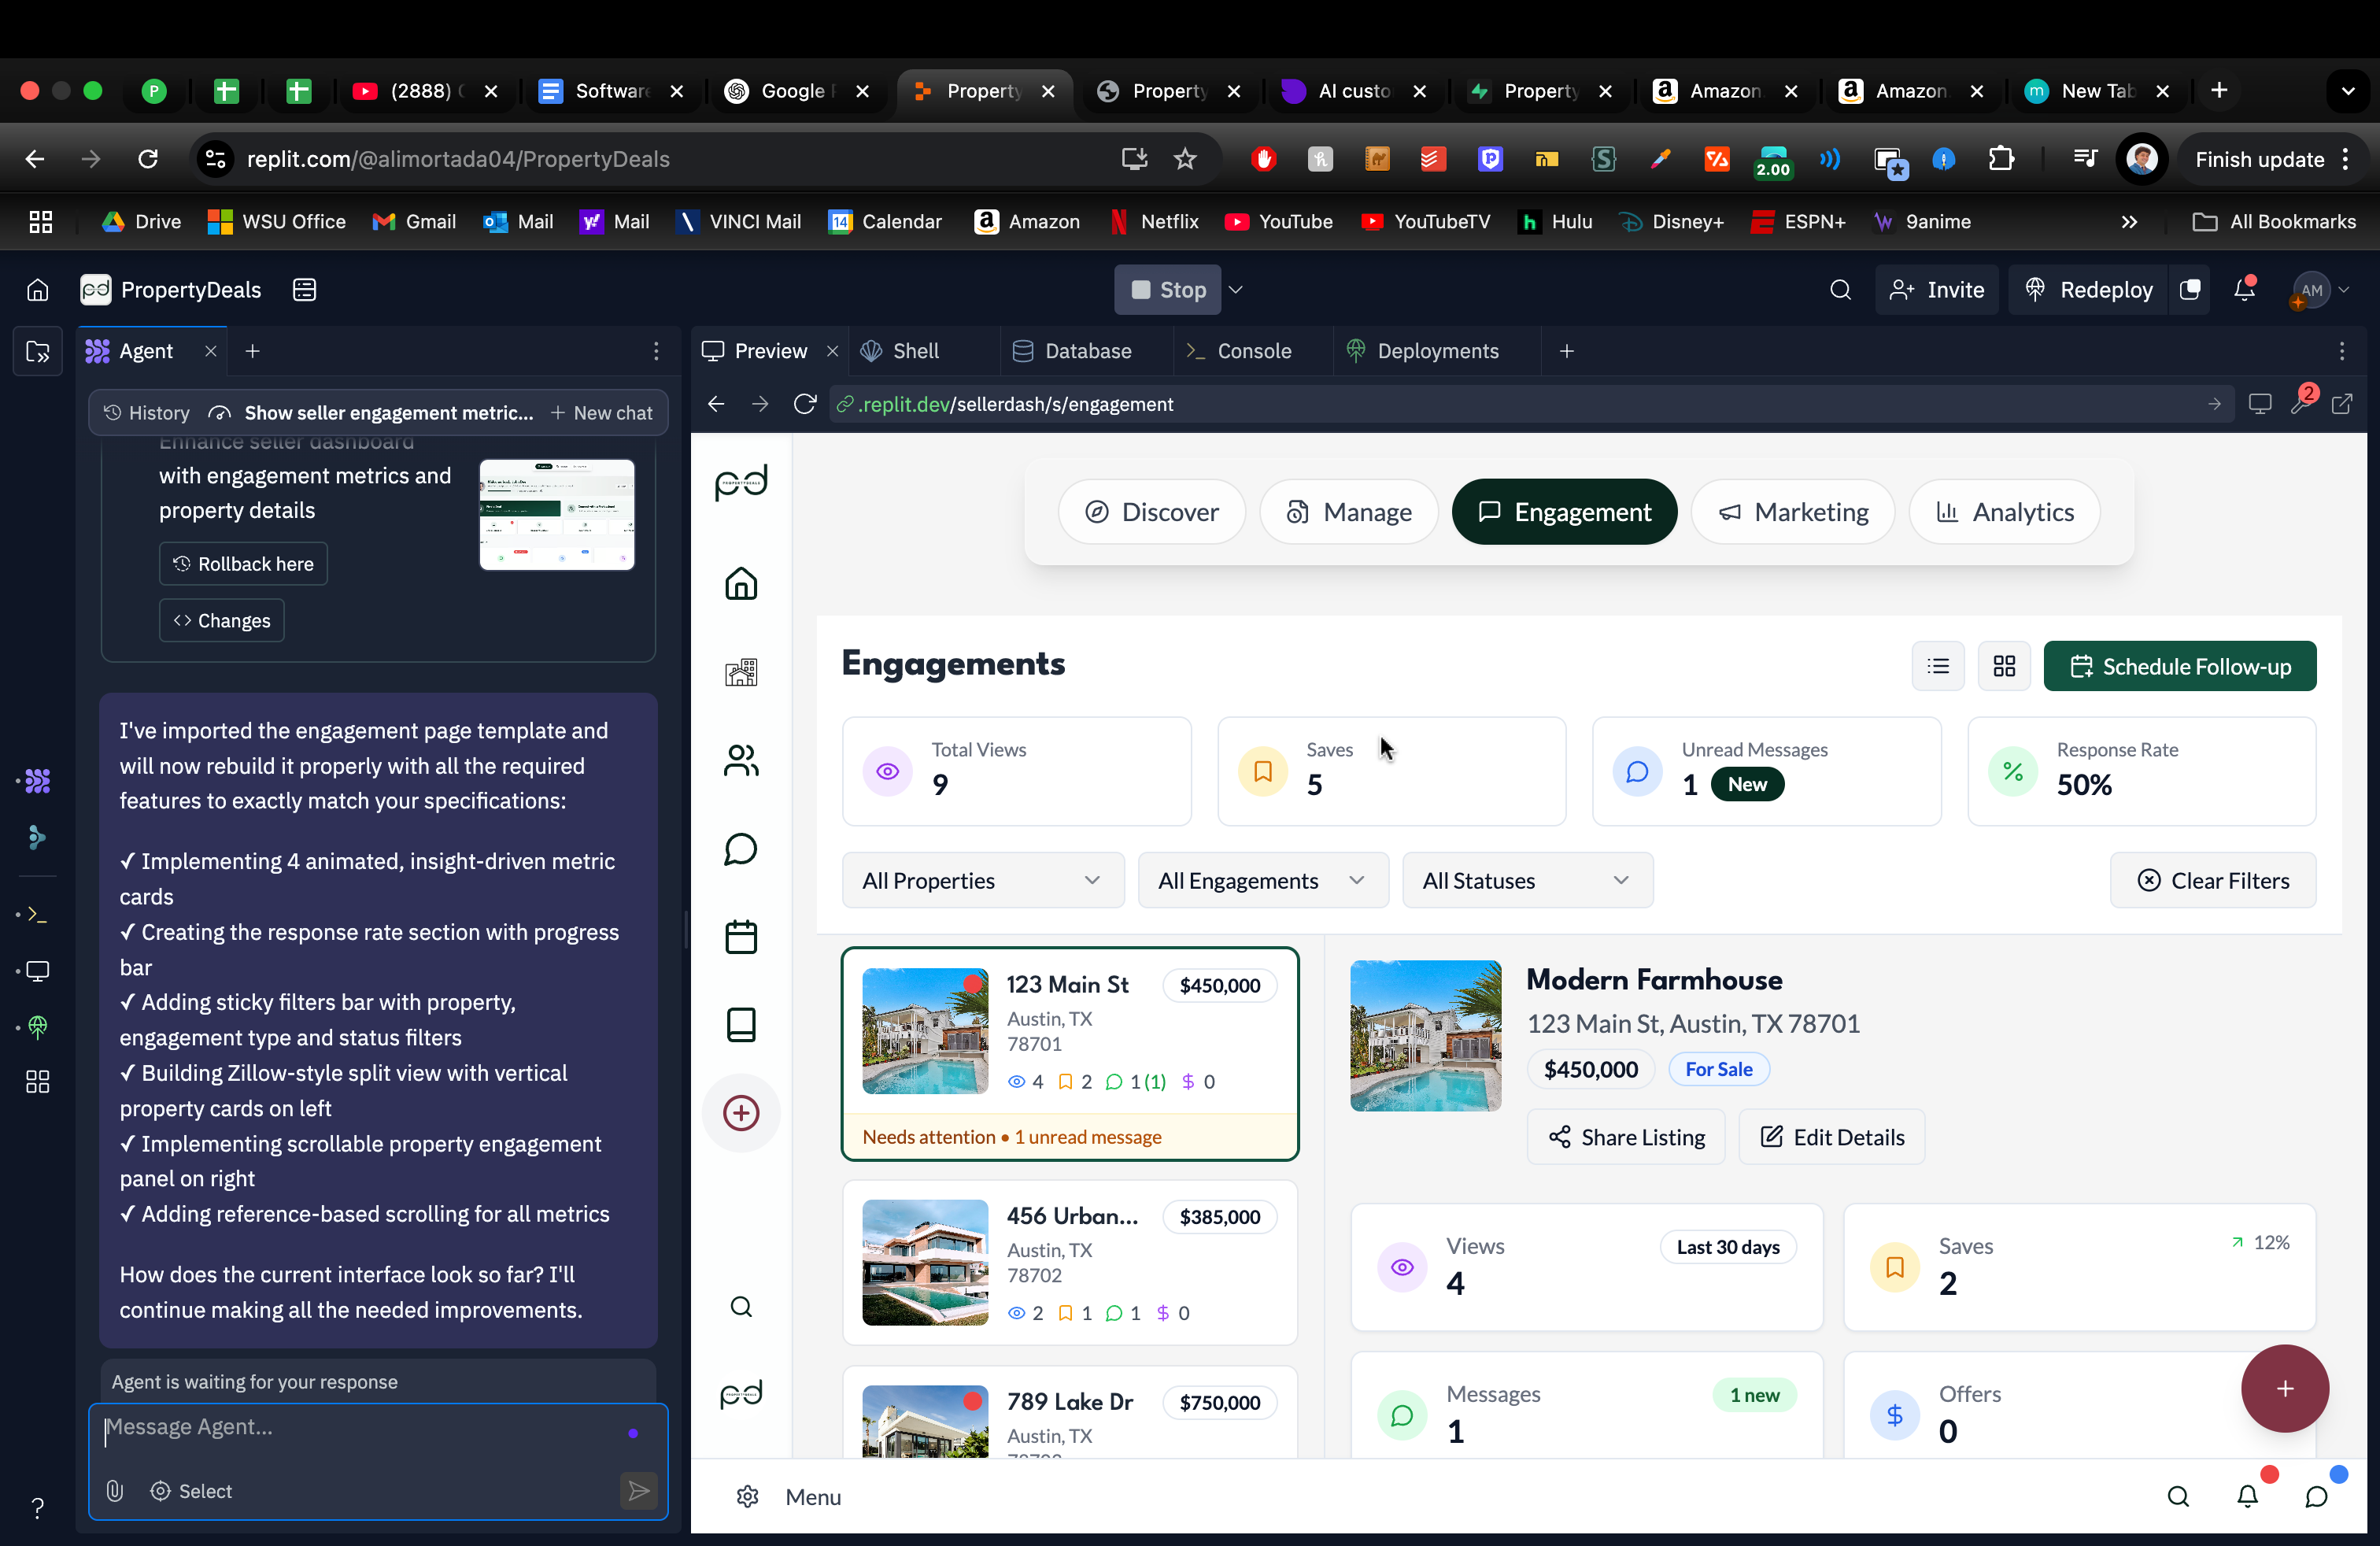 P
(2888)
Software
Google
Property
Property
AI custo
Property
Amazon
Amazon
New Tab
replit.com/@alimortada04/PropertyDeals
2.00
Finish update
Drive
WSU Office
Gmail
Mail
Mail
VINCI Mail
Calendar
Amazon
Netflix
YouTube
YouTubeTV
Hulu
Disney+
ESPN+
9anime
All Bookmarks
pd PropertyDeals
Stop
Invite
Redeploy
AM
Agent
Preview
Shell
Database
Console
Deployments
History
Show seller engagement metric...
New chat
.replit.dev/sellerdash/s/engagement
2
Enhance seller dashboard
with engagement metrics and
property details
Rollback here
Changes
I've imported the engagement page template and
will now rebuild it properly with all the required
features to exactly match your specifications:
✓ Implementing 4 animated, insight-driven metric
cards
✓ Creating the response rate section with progress
bar
✓ Adding sticky filters bar with property,
engagement type and status filters
✓ Building Zillow-style split view with vertical
property cards on left
✓ Implementing scrollable property engagement
panel on right
✓ Adding reference-based scrolling for all metrics
How does the current interface look so far? I'll
continue making all the needed improvements.
Agent is waiting for your response
Message Agent...
Select
?
pd
Discover
Manage
Engagement
Marketing
Analytics
Engagements
Schedule Follow-up
Total Views
9
Saves
5
Unread Messages
1 New
Response Rate
50%
All Properties
All Engagements
All Statuses
Clear Filters
123 Main St
$450,000
Austin, TX
78701
4 2 1 (1) $ 0
Needs attention • 1 unread message
456 Urban...
$385,000
Austin, TX
78702
2 1 1 $ 0
789 Lake Dr
$750,000
Austin, TX
Modern Farmhouse
123 Main St, Austin, TX 78701
$450,000
For Sale
Share Listing
Edit Details
Views
4
Last 30 days
Saves
2
12%
Messages
1
1 new
Offers
0
+
pd
Menu